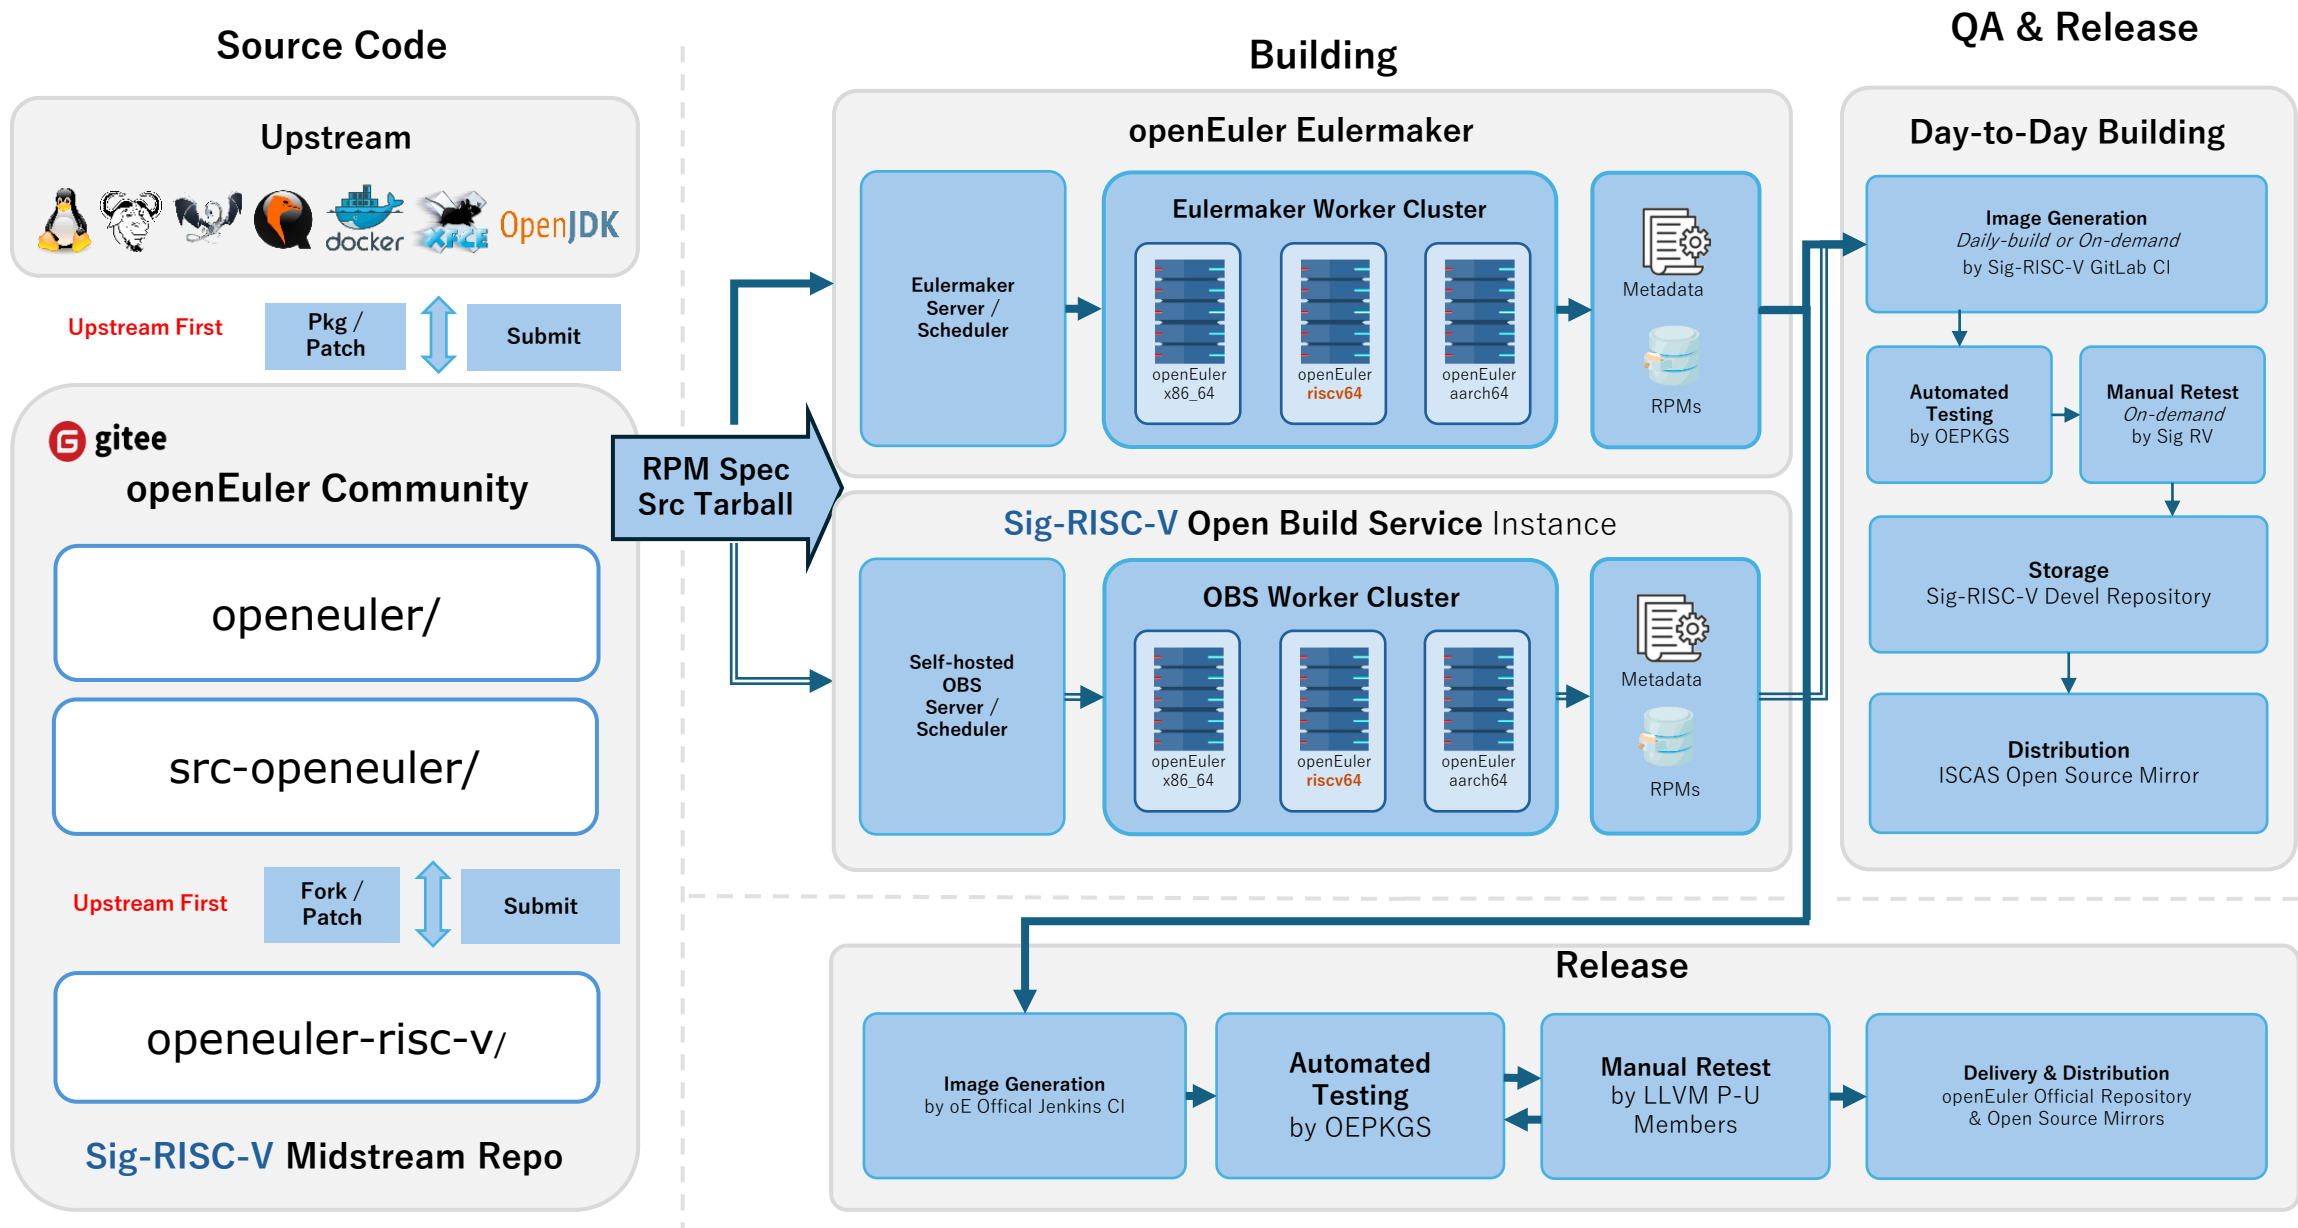 Source Code
Upstream
docker
XFCE
OpenJDK
Upstream First
Pkg /
Patch
Submit
G gitee
openEuler Community
openeuler/
src-openeuler/
Upstream First
Fork /
Patch
Submit
openeuler-risc-v/
Sig-RISC-V Midstream Repo
RPM Spec
Src Tarball
Building
openEuler Eulermaker
Eulermaker
Server /
Scheduler
Eulermaker Worker Cluster
openEuler
x86_64
openEuler
riscv64
openEuler
aarch64
Metadata
RPMs
Sig-RISC-V Open Build Service Instance
Self-hosted
OBS
Server /
Scheduler
OBS Worker Cluster
openEuler
x86_64
openEuler
riscv64
openEuler
aarch64
Metadata
RPMs
QA & Release
Day-to-Day Building
Image Generation
Daily-build or On-demand
by Sig-RISC-V GitLab CI
Automated
Testing
by OEPKGS
Manual Retest
On-demand
by Sig RV
Storage
Sig-RISC-V Devel Repository
Distribution
ISCAS Open Source Mirror
Release
Image Generation
by oE Offical Jenkins CI
Automated
Testing
by OEPKGS
Manual Retest
by LLVM P-U
Members
Delivery & Distribution
openEuler Official Repository
& Open Source Mirrors